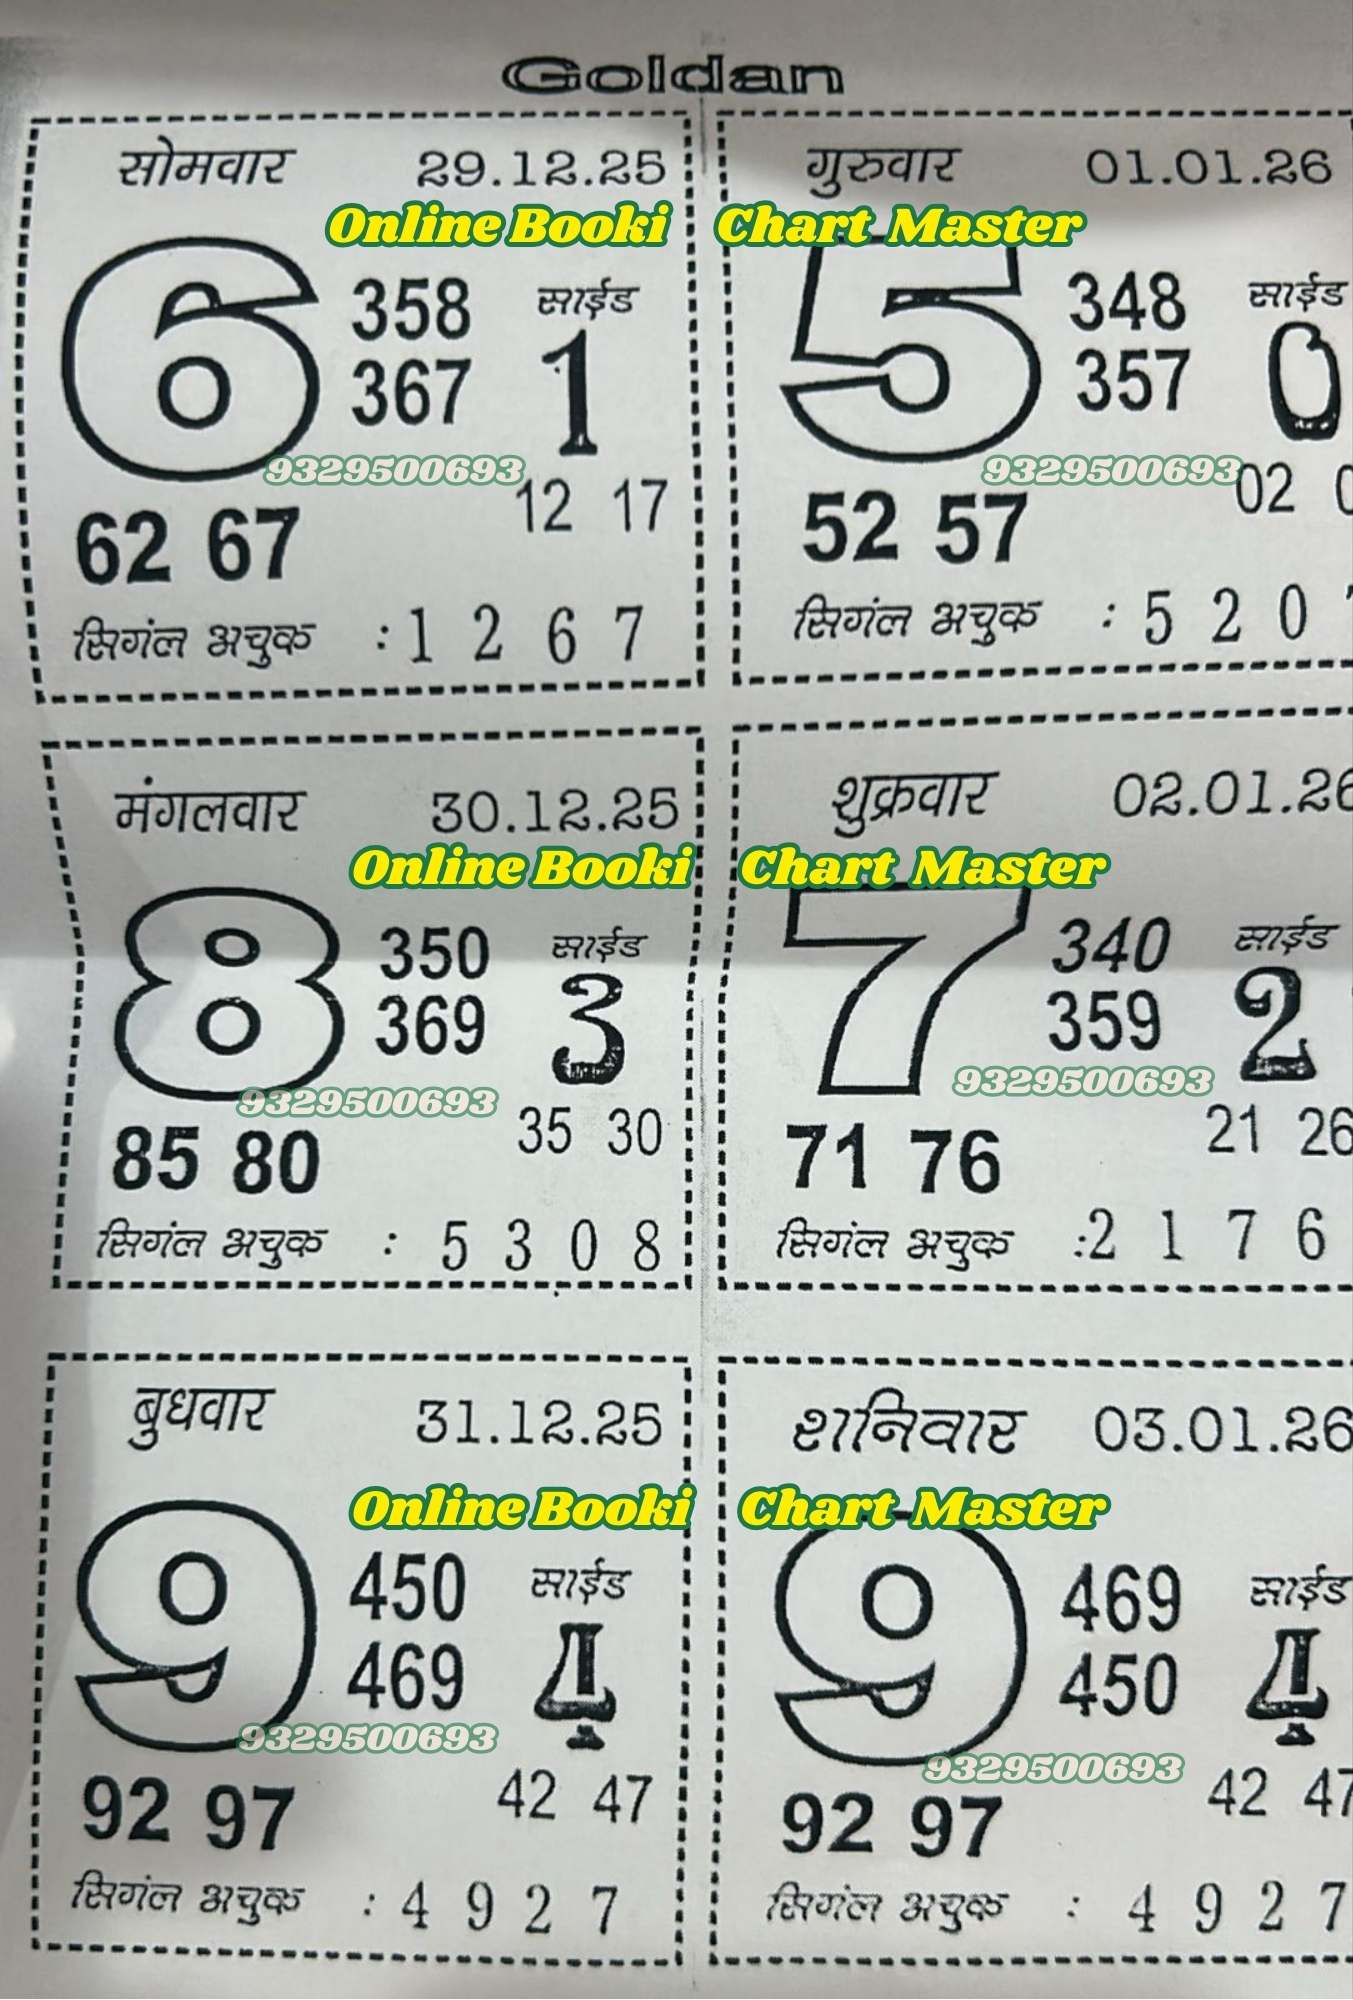 Goldan
सोमवार 29.12.25
Online Booki
6 358 साईड
367 1
9329500693
12 17
62 67
सिगंल अचुक : 1 2 6 7
गुरुवार 01.01.26
Chart Master
5 348 साईड
357 0
9329500693
02
52 57
सिगंल अचुक : 5 2 0
मंगलवार 30.12.25
Online Booki
8 350 साईड
369 3
9329500693
35 30
85 80
सिगंल अचुक : 5 3 0 8
शुक्रवार 02.01.26
Chart Master
7 340 साईड
359 2
9329500693
21 26
71 76
सिगंल अचुक :2 1 7 6
बुधवार 31.12.25
Online Booki
9 450 साईड
469 4
9329500693
42 47
92 97
सिगंल अचुक : 4 9 2 7
शनिवार 03.01.26
Chart Master
9 469 साईड
450 4
9329500693
42 47
92 97
सिगंल अचुक : 4 9 2 7